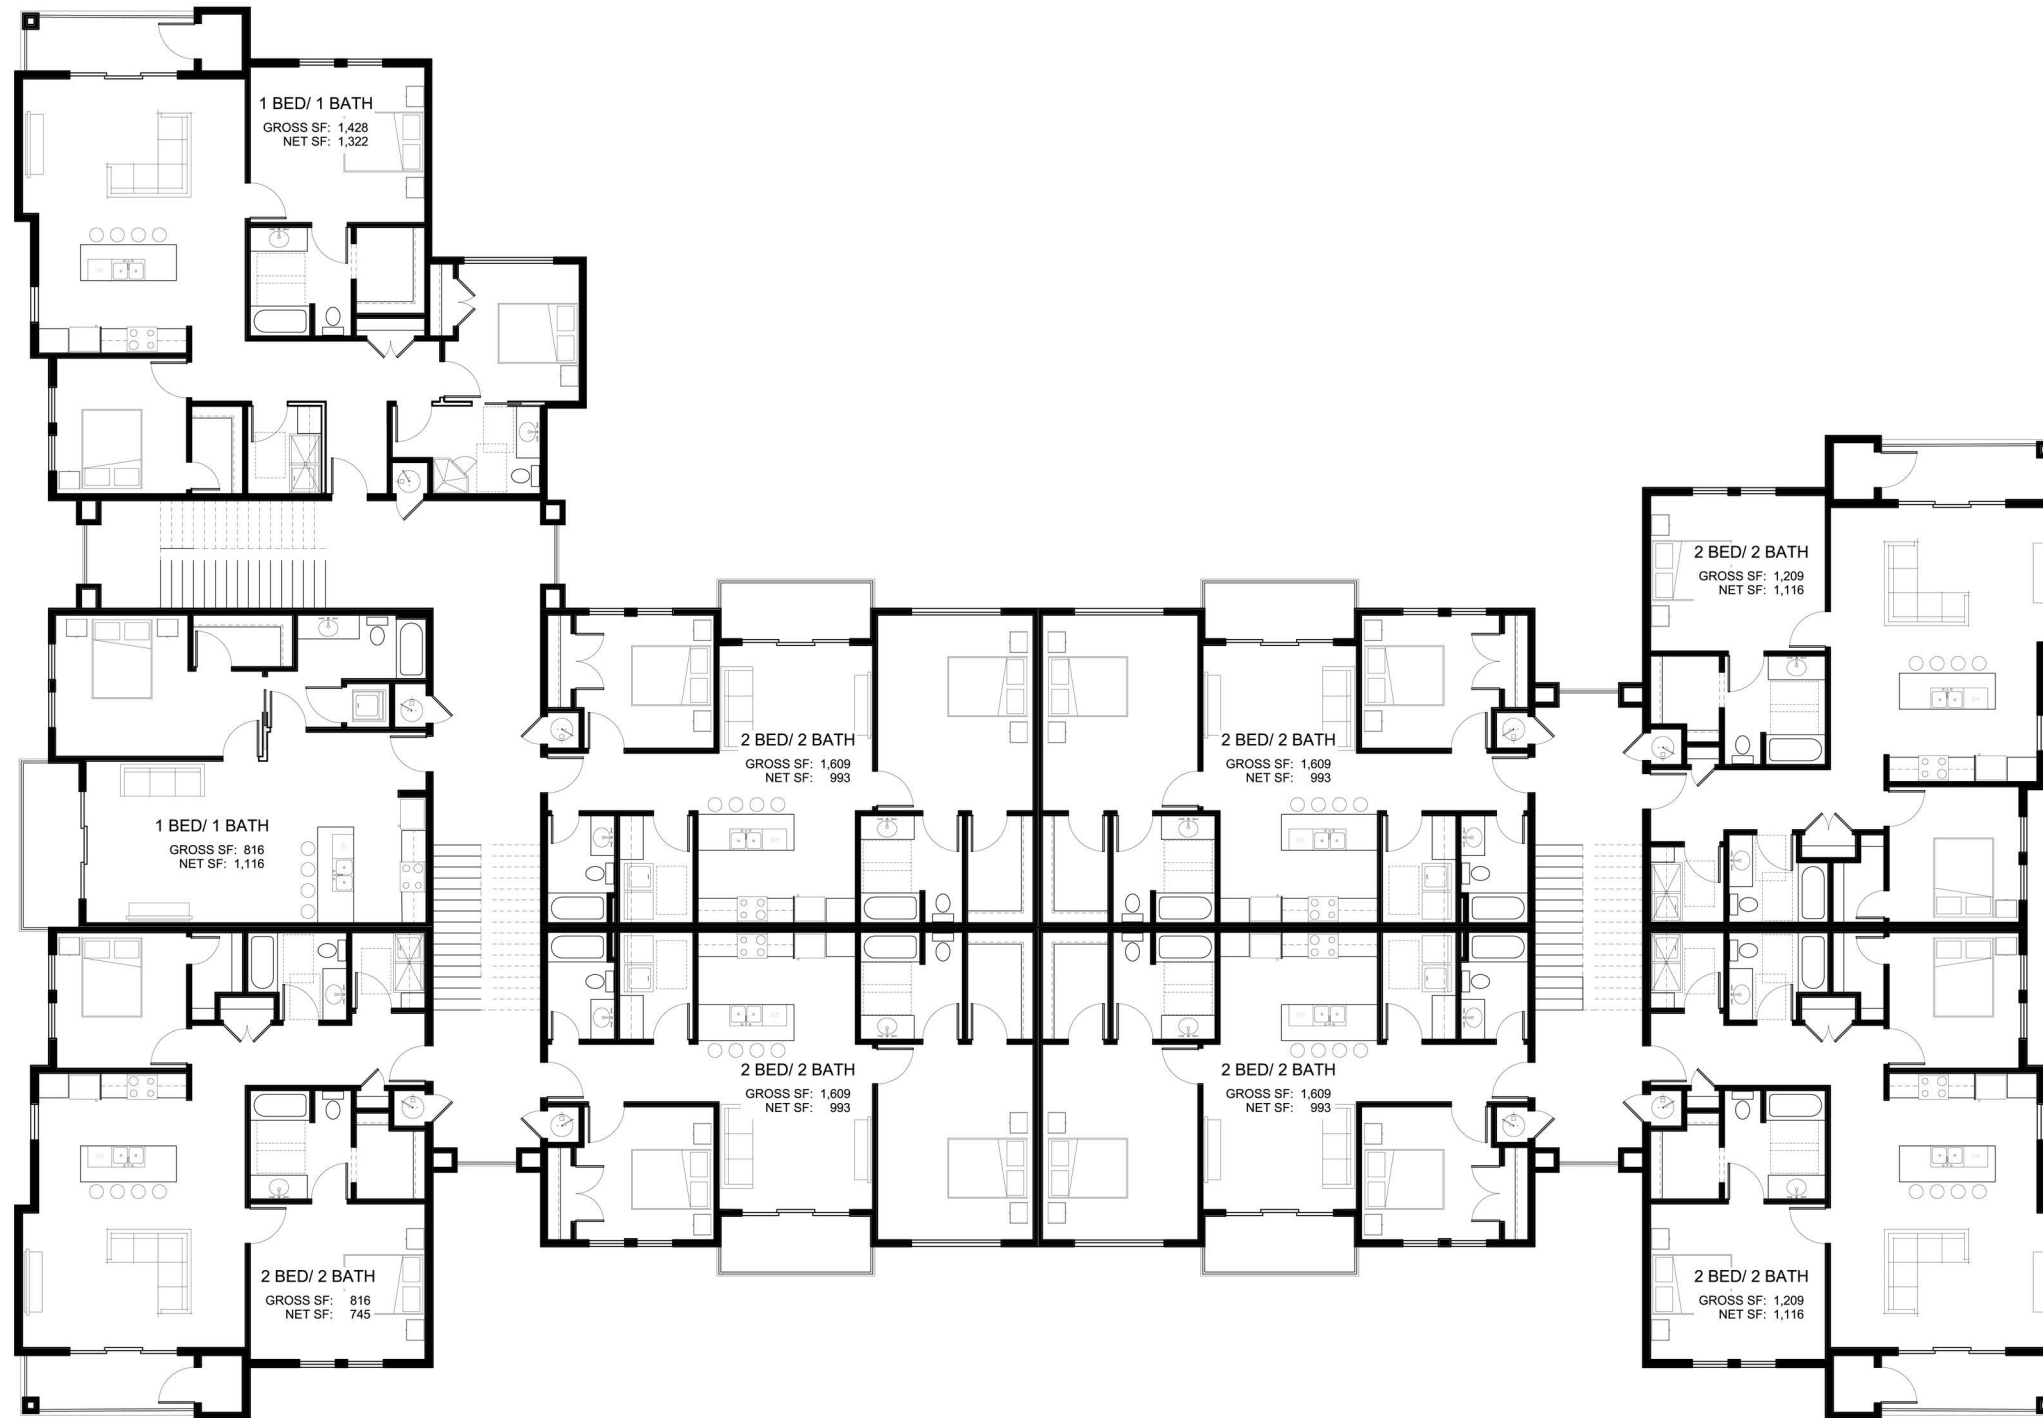 1 BED/ 1 BATH
GROSS SF: 1,428
NET SF: 1,322
2 BED/ 2 BATH
GROSS SF: 1,209
NET SF: 1,116
2 BED/ 2 BATH
GROSS SF: 1,609
NET SF: 993
2 BED/ 2 BATH
GROSS SF: 1,609
NET SF: 993
1 BED/ 1 BATH
GROSS SF: 816
NET SF: 1,116
2 BED/ 2 BATH
GROSS SF: 1,609
NET SF: 993
2 BED/ 2 BATH
GROSS SF: 1,609
NET SF: 993
2 BED/ 2 BATH
GROSS SF: 816
NET SF: 745
2 BED/ 2 BATH
GROSS SF: 1,209
NET SF: 1,116